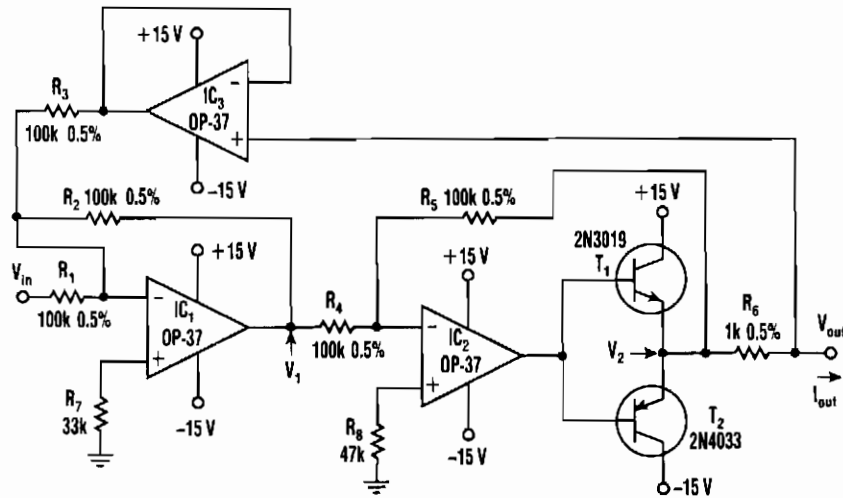 +15 V
R3
100k 0.5%
IC3
OP-37
−
+
−15 V
R2 100k 0.5%
R5 100k 0.5%
+15 V
2N3019
T1
Vin
R1
100k 0.5%
+15 V
−
IC1
OP-37
+
−15 V
R7
33k
V1
R4
100k 0.5%
+15 V
−
IC2
OP-37
+
−15 V
R8
47k
V2
R6
1k 0.5%
Vout
Iout
T2
2N4033
−15 V